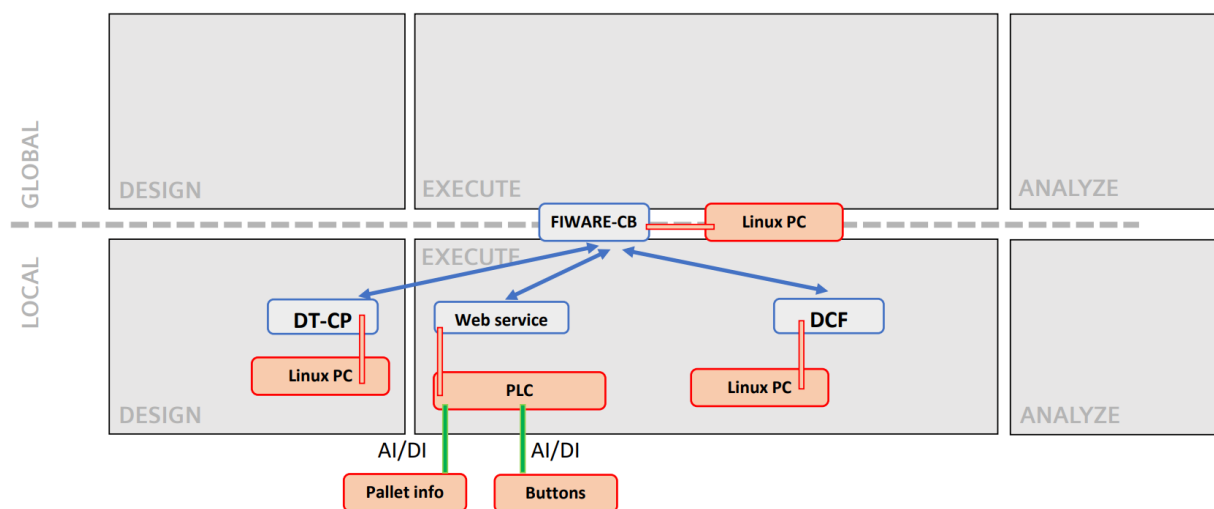 GLOBAL
DESIGN
EXECUTE
ANALYZE
FIWARE-CB
Linux PC
LOCAL
EXECUTE
DT-CP
Web service
DCF
Linux PC
PLC
Linux PC
DESIGN
ANALYZE
AI/DI
AI/DI
Pallet info
Buttons